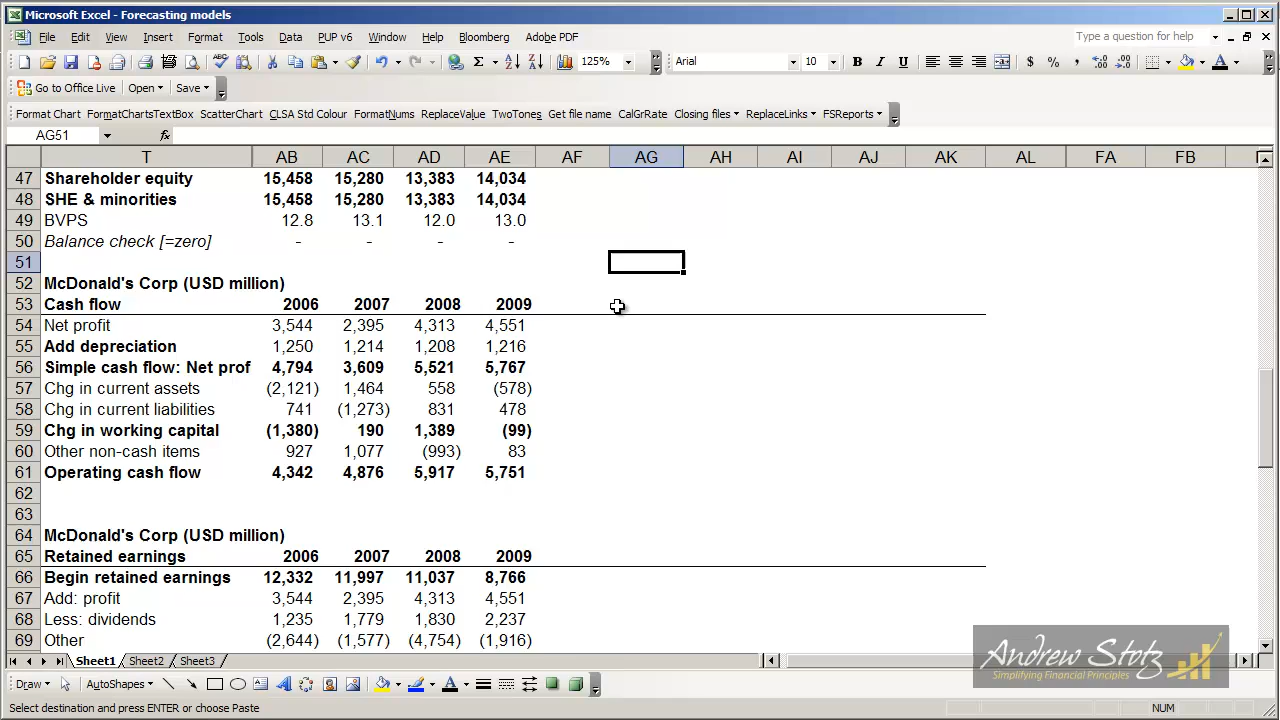 Microsoft Excel - Forecasting models
File Edit View Insert Format Tools Data PUP v6 Window Help Bloomberg Adobe PDF Type a question for help
125% Arial 10 B I U $ % ,
Go to Office Live Open Save
Format Chart FormatChartsTextBox ScatterChart CLSA Std Colour FormatNums ReplaceValue TwoTones Get file name CalGrRate Closing files ReplaceLinks FSReports
AG51 fx
T AB AC AD AE AF AG AH AI AJ AK AL FA FB
47 Shareholder equity 15,458 15,280 13,383 14,034
48 SHE & minorities 15,458 15,280 13,383 14,034
49 BVPS 12.8 13.1 12.0 13.0
50 Balance check [=zero] - - - -
51
52 McDonald's Corp (USD million)
53 Cash flow 2006 2007 2008 2009
54 Net profit 3,544 2,395 4,313 4,551
55 Add depreciation 1,250 1,214 1,208 1,216
56 Simple cash flow: Net prof 4,794 3,609 5,521 5,767
57 Chg in current assets (2,121) 1,464 558 (578)
58 Chg in current liabilities 741 (1,273) 831 478
59 Chg in working capital (1,380) 190 1,389 (99)
60 Other non-cash items 927 1,077 (993) 83
61 Operating cash flow 4,342 4,876 5,917 5,751
62
63
64 McDonald's Corp (USD million)
65 Retained earnings 2006 2007 2008 2009
66 Begin retained earnings 12,332 11,997 11,037 8,766
67 Add: profit 3,544 2,395 4,313 4,551
68 Less: dividends 1,235 1,779 1,830 2,237
69 Other (2,644) (1,577) (4,754) (1,916)
Andrew Stotz
Simplifying Financial Principles
Sheet1 Sheet2 Sheet3
Draw AutoShapes
Select destination and press ENTER or choose Paste NUM